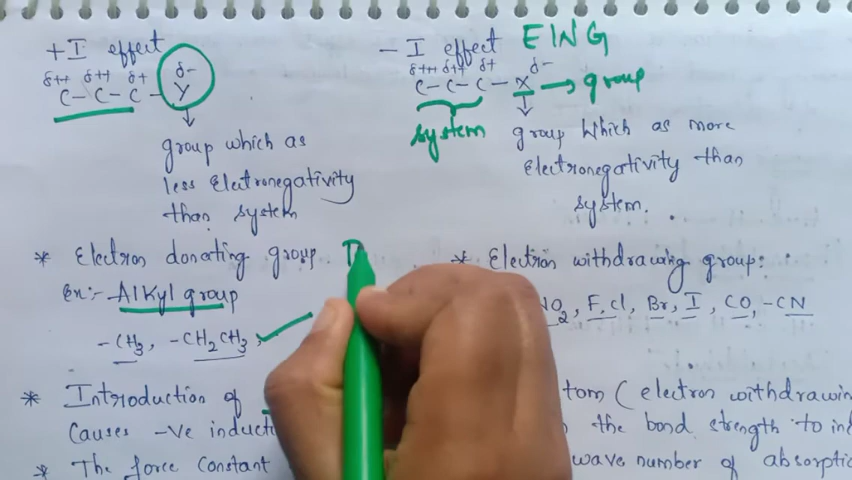 +I effect
δ++ δ++ δ+ δ-
C-C-C-Y
group which as
less Electronegativity
than system
* Electron donating group.
Ex:- Alkyl group
-CH3, -CH2CH3,
- I effect EING
δ++ δ++ δ+ δ-
C-C-C-X → group
system
group which as more
Electronegativity than
system.
* Electron withdrawing group:
NO2, F, Cl, Br, I, CO, -CN
* Introduction of
tom (electron withdrawin
Causes -Ve induct
the bond strength to in
* The force Constant
wave number of absorptio